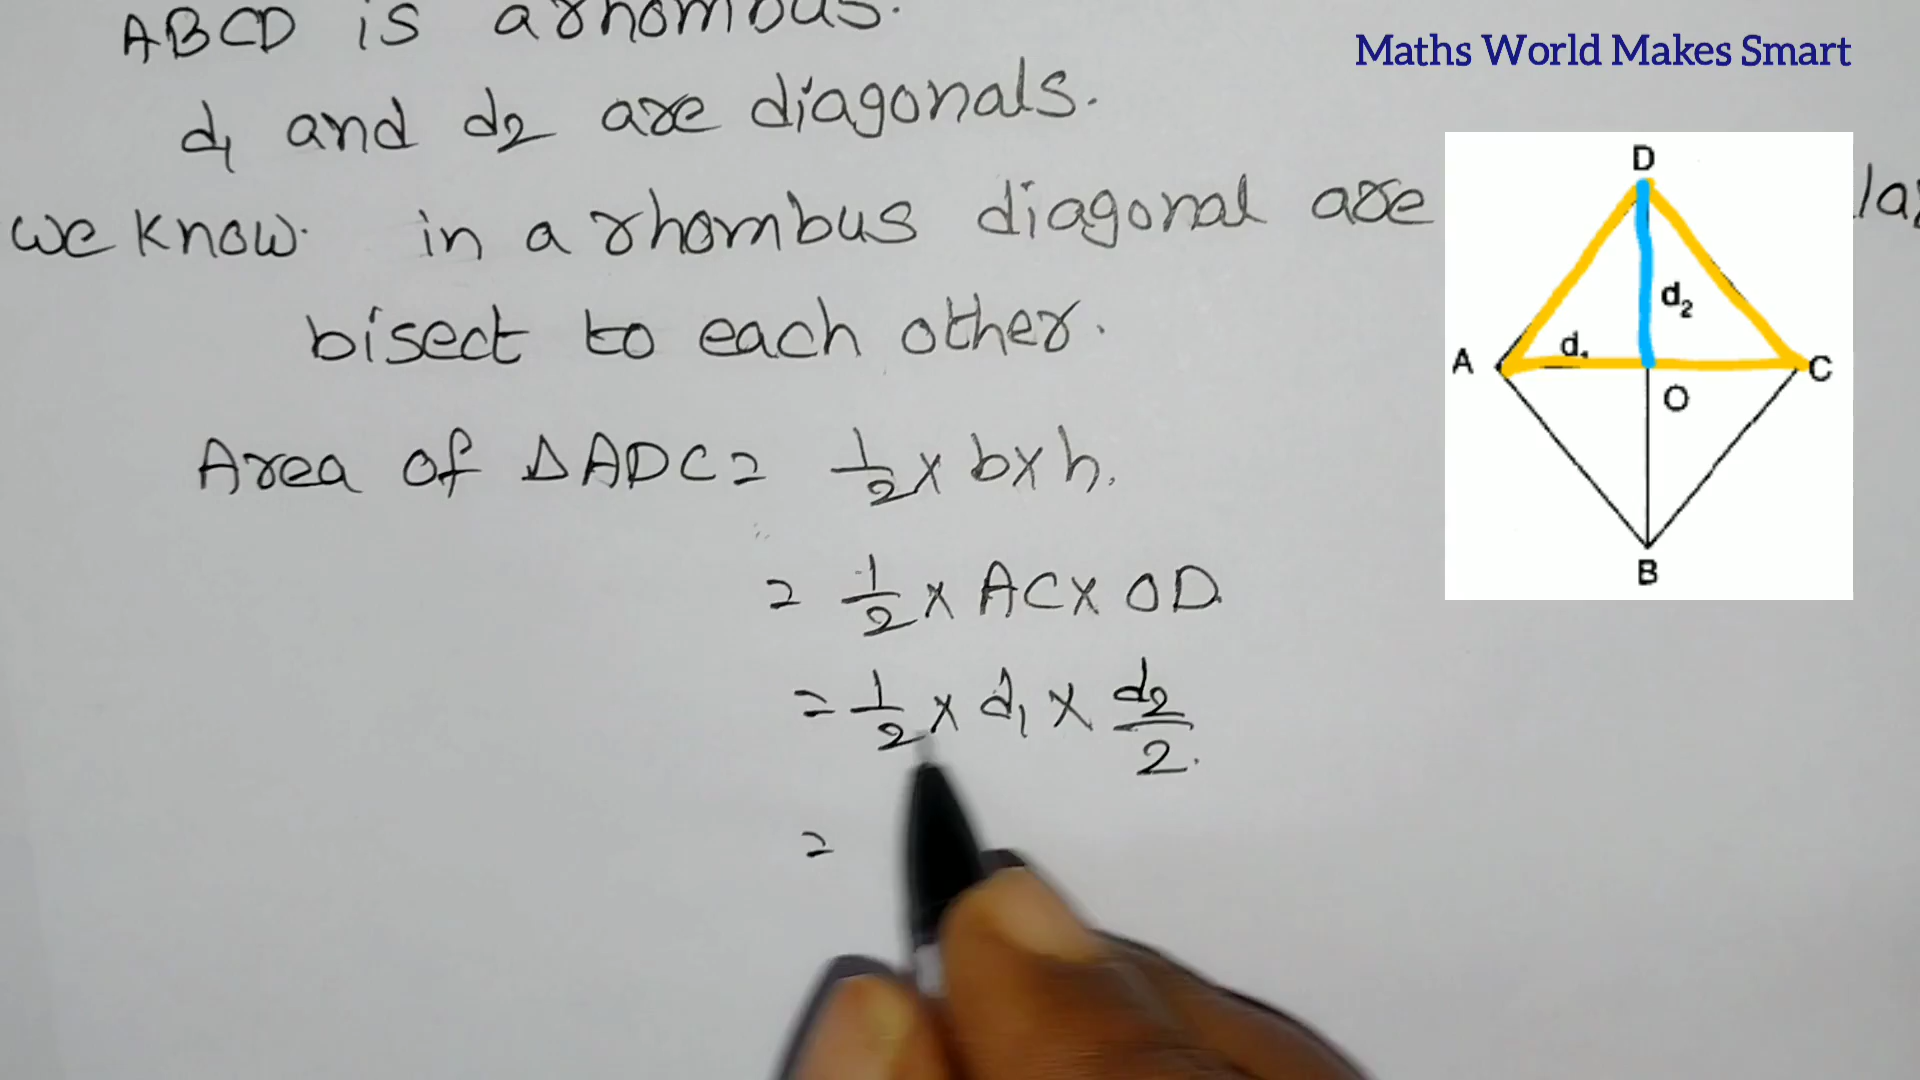 ABCD is a rhombus.
Maths World Makes Smart
d1 and d2 are diagonals.
we know. in a rhombus diagonal are
bisect to each other.
Area of ΔADC = 1/2 × b × h.
= 1/2 × AC × OD
= 1/2 × d1 × d2/2.
=
D
d2
d1
A
C
O
B